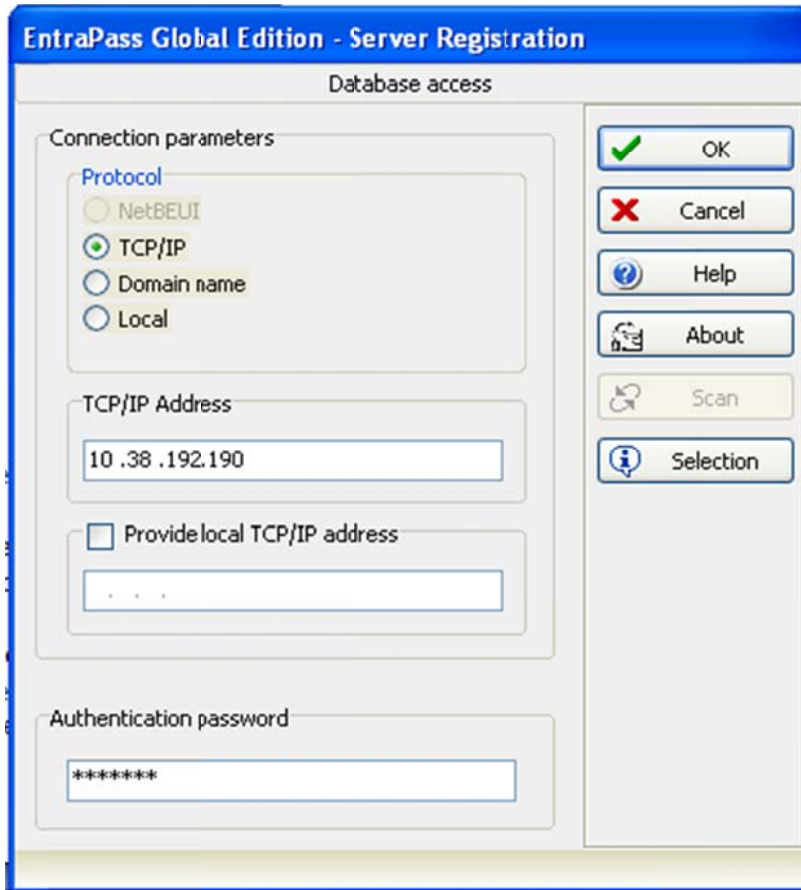 EntraPass Global Edition - Server Registration
Database access
Connection parameters
Protocol
NetBEUI
TCP/IP
Domain name
Local
TCP/IP Address
10 .38 .192.190
Provide local TCP/IP address
. . .
Authentication password
*******
OK
Cancel
Help
About
Scan
Selection